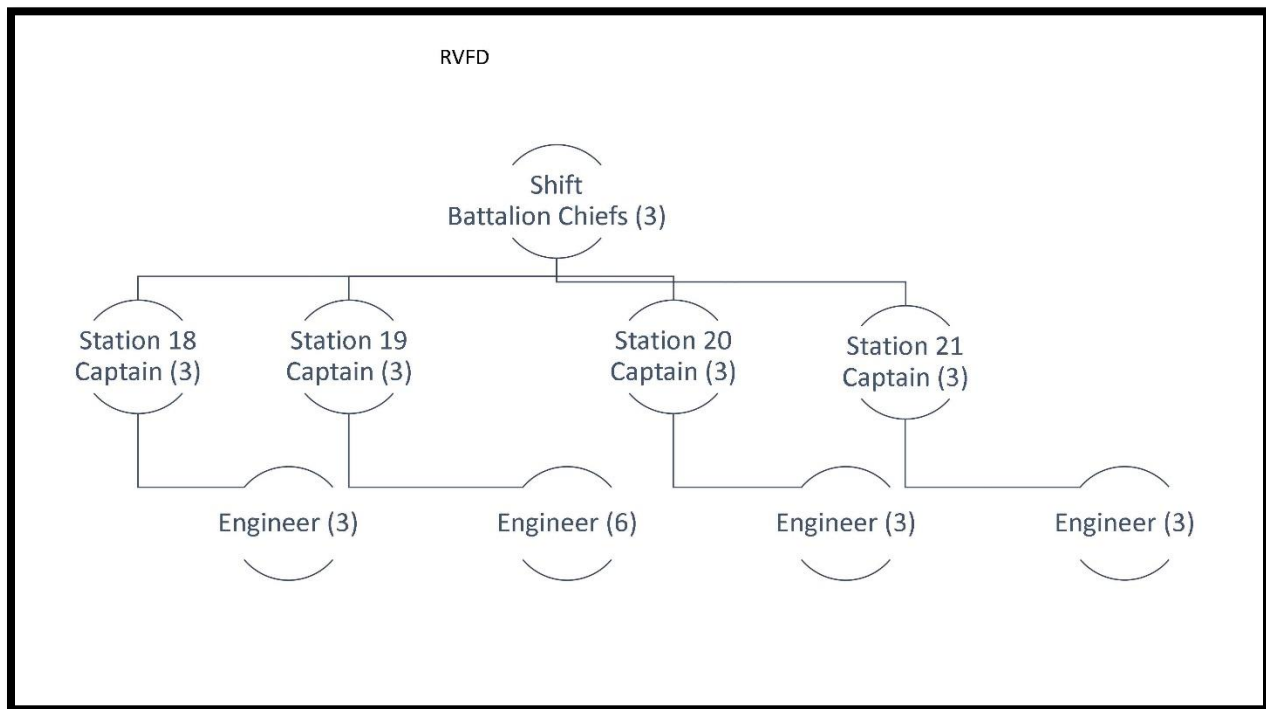 RVFD
Shift
Battalion Chiefs (3)
Station 18
Captain (3)
Station 19
Captain (3)
Station 20
Captain (3)
Station 21
Captain (3)
Engineer (3)
Engineer (6)
Engineer (3)
Engineer (3)